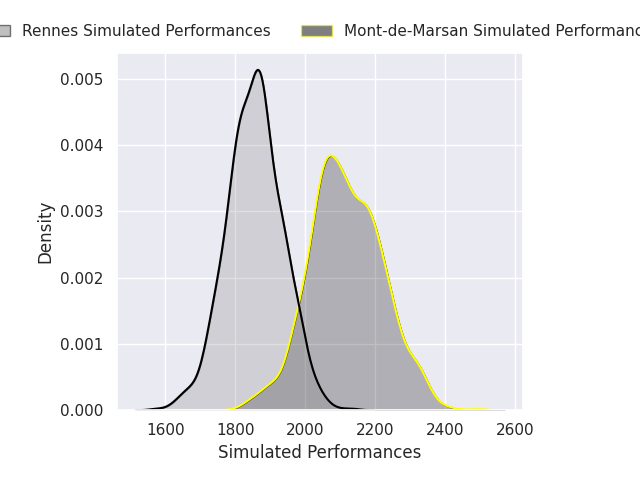 Rennes Simulated Performances
Mont-de-Marsan Simulated
0.005
0.004
0.003
0.002
0.001
0.000
Density
1600 1800 2000 2200 2400 2600
Simulated Performances